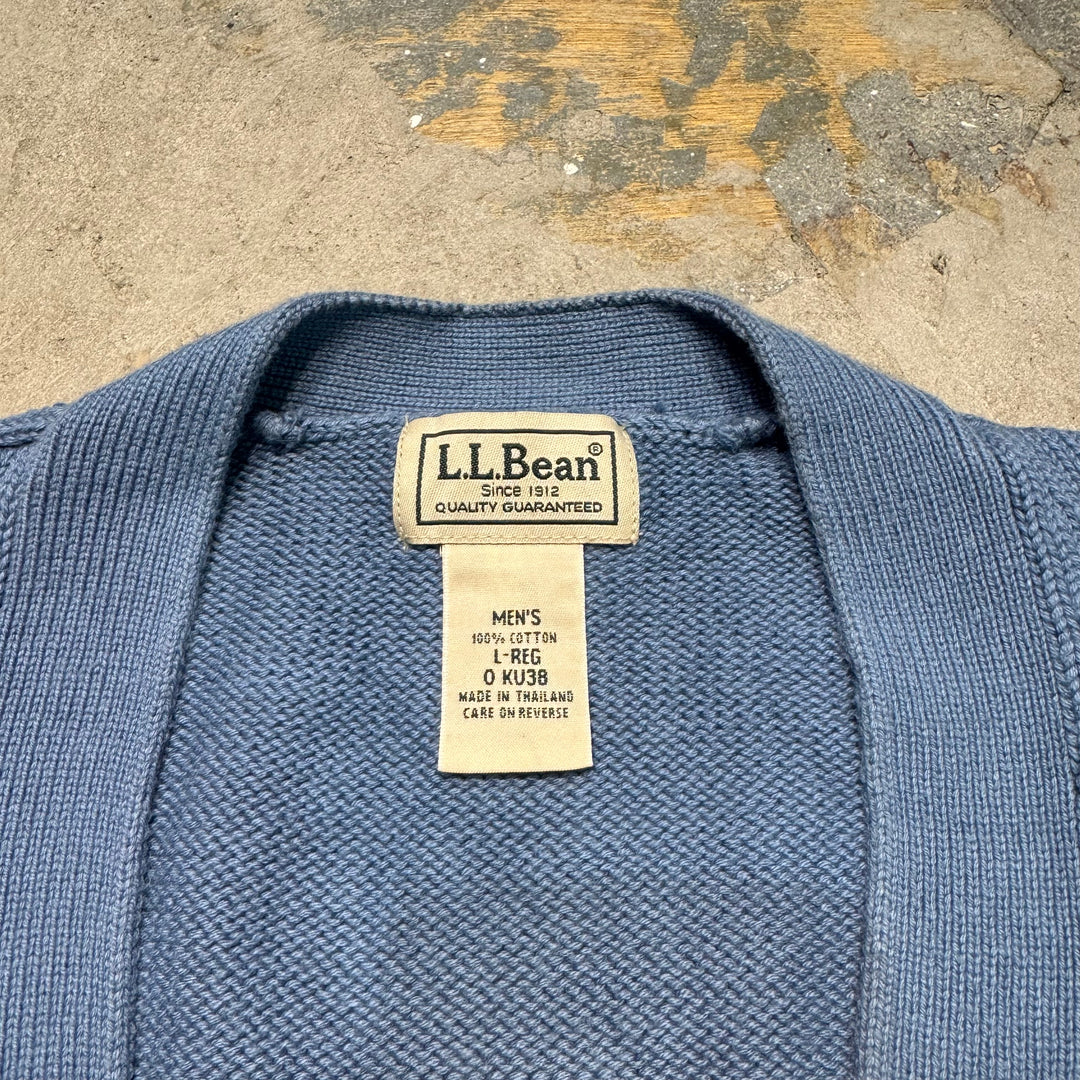 L.L.Bean®
Since 1912
QUALITY GUARANTEED
MEN'S
100% COTTON
L-REG
0 KU38
MADE IN THAILAND
CARE ON REVERSE